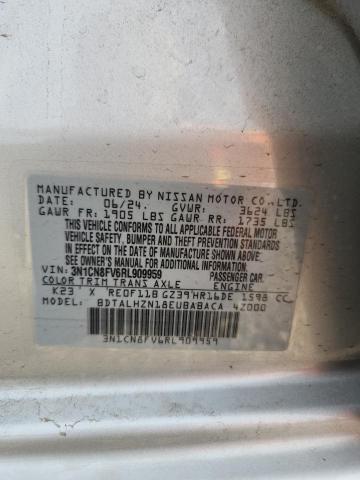 MANUFACTURED BY NISSAN MOTOR CO.,LTD.
DATE: 06/24. GVWR: 3624 LBS
GAWR FR: 1905 LBS GAWR RR: 1735 LBS
THIS VEHICLE CONFORMS TO ALL APPLICABLE FEDERAL MOTOR
VEHICLE SAFETY, BUMPER AND THEFT PREVENTION STANDARDS IN
EFFECT ON THE DATE OF MANUFACTURE SHOWN ABOVE.
SEE OWNER'S MANUAL FOR ADDITIONAL INFORMATION.
VIN: 3N1CN8FV6RL909959 PASSENGER CAR
COLOR TRIM TRANS AXLE ENGINE
K23 X RE0F11B GZ39 HR16DE 1598 CC
MODEL: BDTALHZN18EUBABACA 4Z000
3N1CN8FV6RL909959